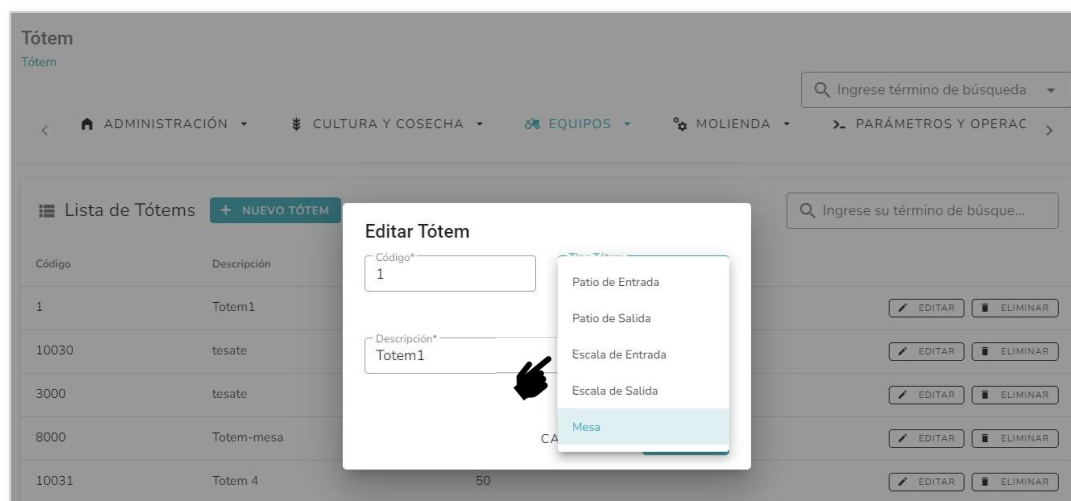 Tótem
Tótem
Ingrese término de búsqueda
ADMINISTRACIÓN
CULTURA Y COSECHA
EQUIPOS
MOLIENDA
PARÁMETROS Y OPERAC
Lista de Tótems
+ NUEVO TÓTEM
Ingrese su término de búsque...
Código
Descripción
1
Totem1
EDITAR
ELIMINAR
10030
tesate
EDITAR
ELIMINAR
3000
tesate
EDITAR
ELIMINAR
8000
Totem-mesa
EDITAR
ELIMINAR
10031
Totem 4
50
EDITAR
ELIMINAR
Editar Tótem
Código*
1
Descripción*
Totem1
CA
Patio de Entrada
Patio de Salida
Escala de Entrada
Escala de Salida
Mesa